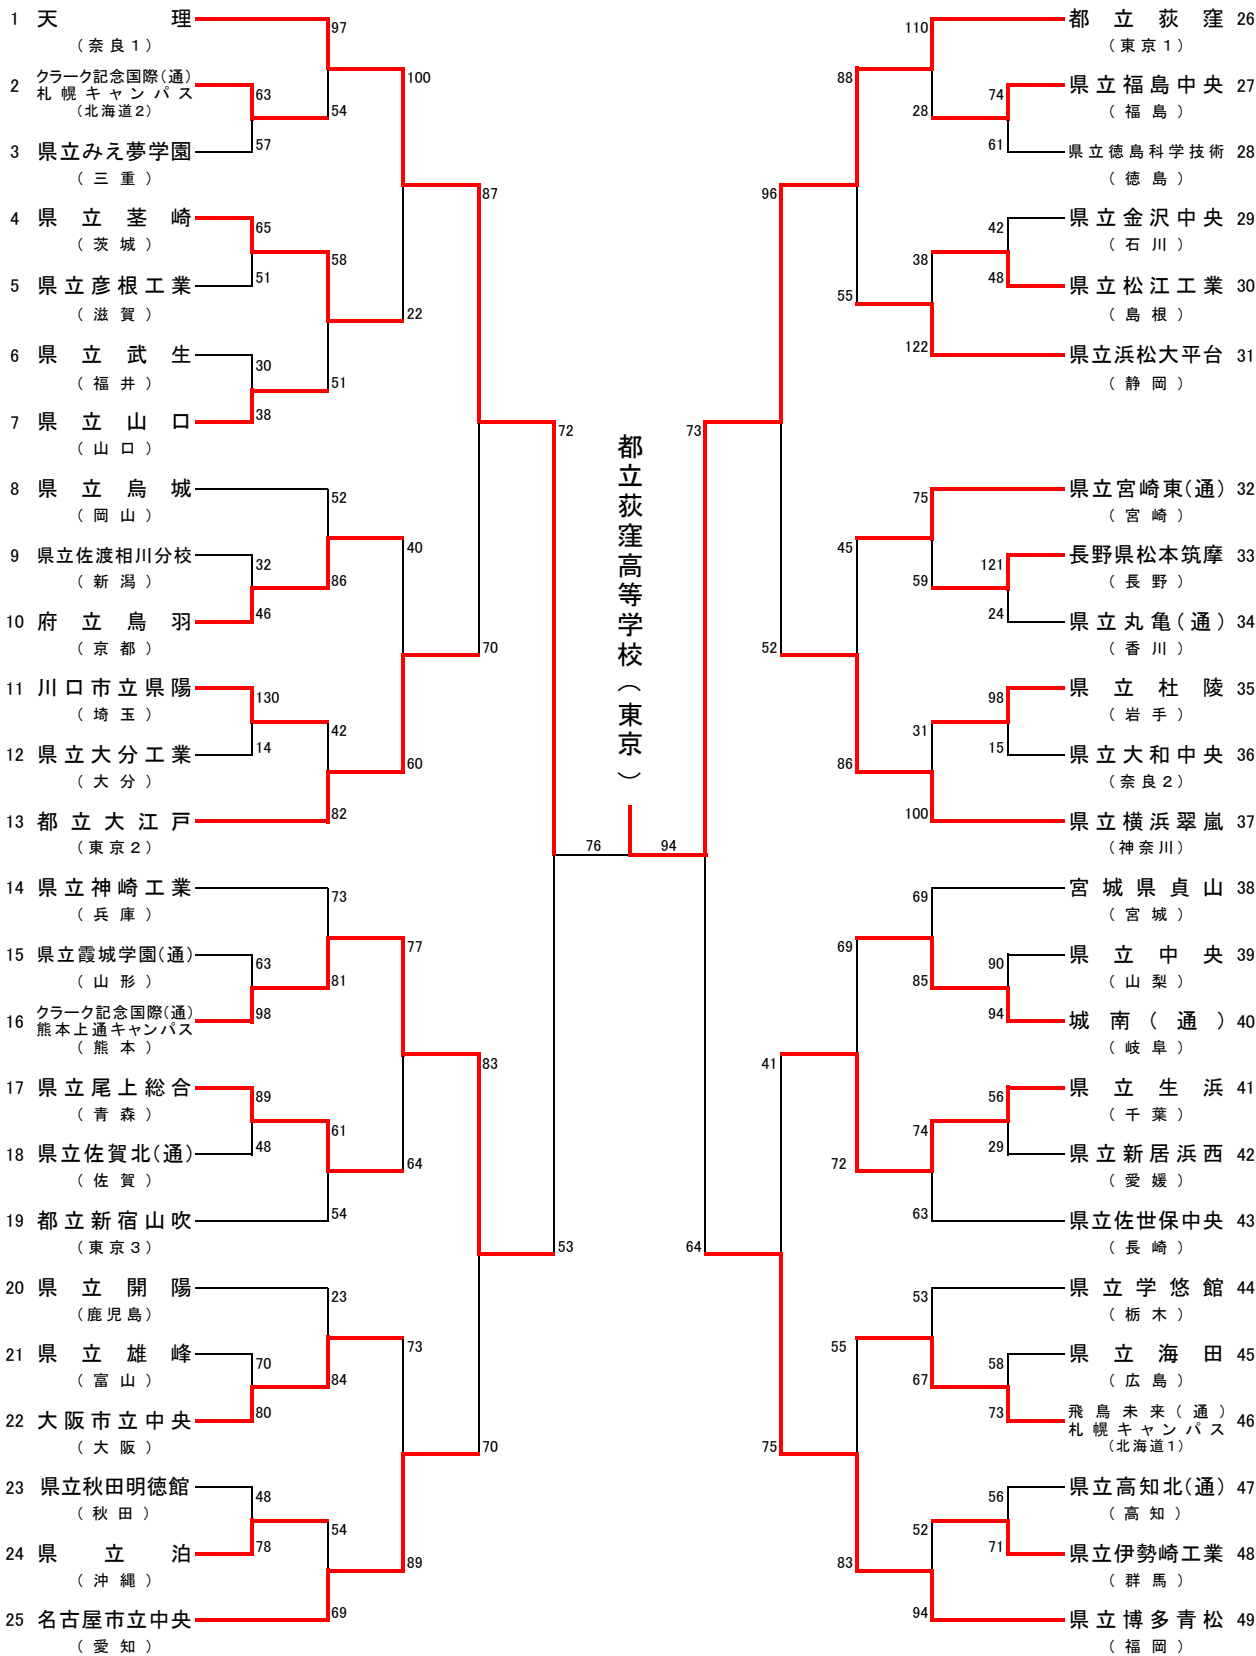 1 天理
(奈良1)
2 クラーク記念国際(通)
札幌キャンパス
(北海道2)
3 県立みえ夢学園
(三重)
4 県立茎崎
(茨城)
5 県立彦根工業
(滋賀)
6 県立武生
(福井)
7 県立山口
(山口)
8 県立烏城
(岡山)
9 県立佐渡相川分校
(新潟)
10 府立鳥羽
(京都)
11 川口市立県陽
(埼玉)
12 県立大分工業
(大分)
13 都立大江戸
(東京2)
14 県立神崎工業
(兵庫)
15 県立霞城学園(通)
(山形)
16 クラーク記念国際(通)
熊本上通キャンパス
(熊本)
17 県立尾上総合
(青森)
18 県立佐賀北(通)
(佐賀)
19 都立新宿山吹
(東京3)
20 県立開陽
(鹿児島)
21 県立雄峰
(富山)
22 大阪市立中央
(大阪)
23 県立秋田明徳館
(秋田)
24 県立泊
(沖縄)
25 名古屋市立中央
(愛知)
63
57
65
51
30
38
32
46
130
14
63
98
89
48
70
80
48
78
97
54
58
51
52
86
42
82
73
81
61
54
23
84
54
69
100
22
40
60
77
64
73
89
87
70
83
70
72
53
76
都立荻窪高等学校(東京)
94
73
64
96
52
41
75
88
55
45
86
69
72
55
83
110
28
38
122
75
59
31
100
69
85
74
63
53
67
52
94
74
61
42
48
121
24
98
15
90
94
56
29
58
73
56
71
都立荻窪 26
(東京1)
県立福島中央 27
(福島)
県立徳島科学技術 28
(徳島)
県立金沢中央 29
(石川)
県立松江工業 30
(島根)
県立浜松大平台 31
(静岡)
県立宮崎東(通) 32
(宮崎)
長野県松本筑摩 33
(長野)
県立丸亀(通) 34
(香川)
県立杜陵 35
(岩手)
県立大和中央 36
(奈良2)
県立横浜翠嵐 37
(神奈川)
宮城県貞山 38
(宮城)
県立中央 39
(山梨)
城南(通) 40
(岐阜)
県立生浜 41
(千葉)
県立新居浜西 42
(愛媛)
県立佐世保中央 43
(長崎)
県立学悠館 44
(栃木)
県立海田 45
(広島)
飛鳥未来(通)
札幌キャンパス 46
(北海道1)
県立高知北(通) 47
(高知)
県立伊勢崎工業 48
(群馬)
県立博多青松 49
(福岡)